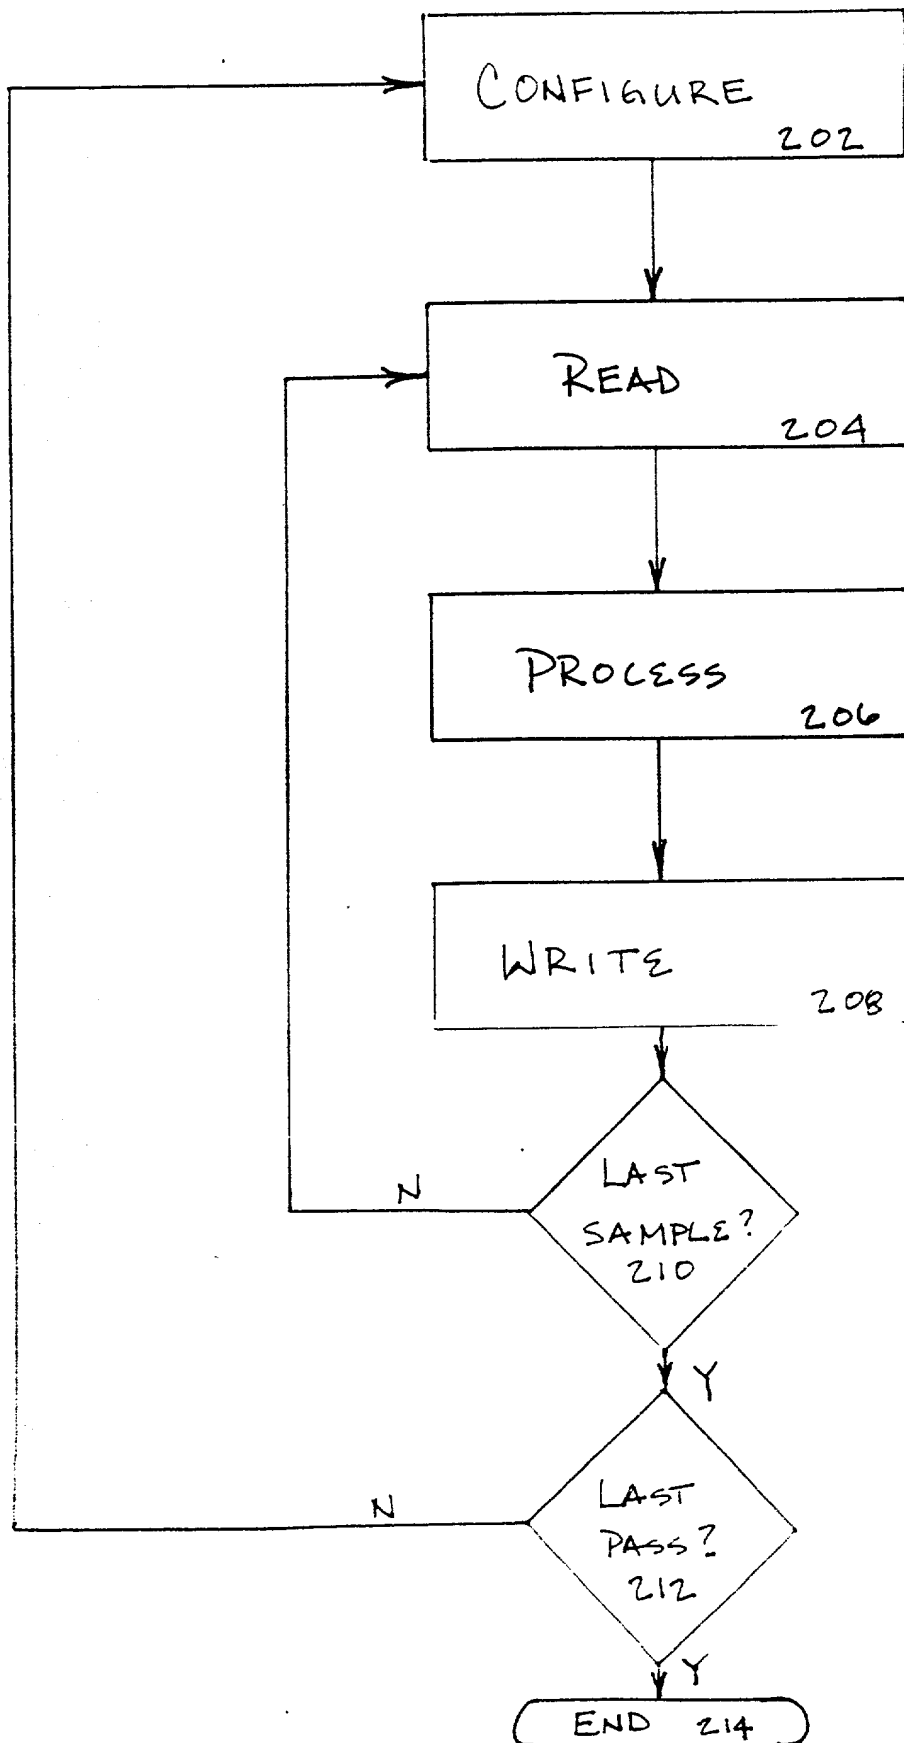 CONFIGURE
202
READ
204
PROCESS
206
WRITE
208
LAST
N
SAMPLE?
210
Y
LAST
N
PASS?
212
Y
END 214